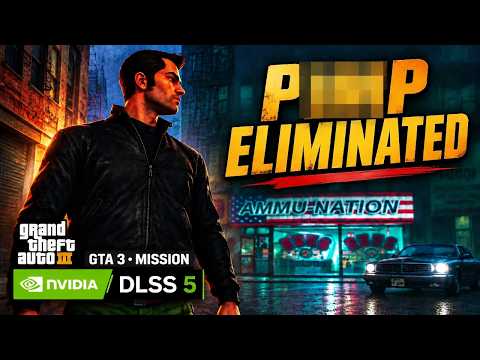 ELIMINATED
AMMU-NATION
grand
theft
auto III
GTA 3 • MISSION
NVIDIA
DLSS 5